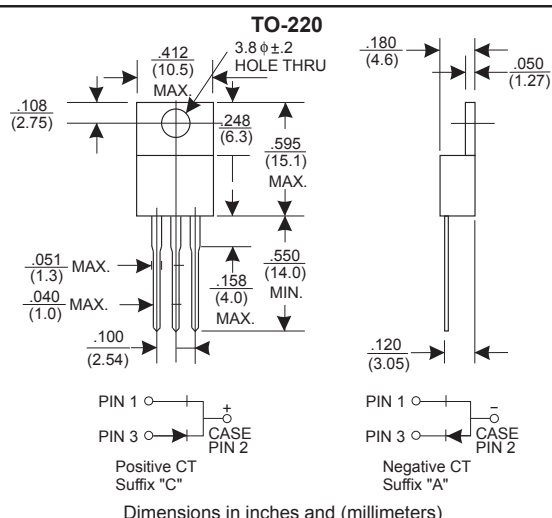 TO-220
.412
(10.5)
MAX.
3.8 ϕ±.2
HOLE THRU
.180
(4.6)
.050
(1.27)
.108
(2.75)
.248
(6.3)
.595
(15.1)
MAX.
.051
(1.3)
MAX.
.040
(1.0)
MAX.
.158
(4.0)
MAX.
.550
(14.0)
MIN.
.100
(2.54)
.120
(3.05)
PIN 1
PIN 3
+
CASE
PIN 2
Positive CT
Suffix "C"
PIN 1
PIN 3
–
CASE
PIN 2
Negative CT
Suffix "A"
Dimensions in inches and (millimeters)